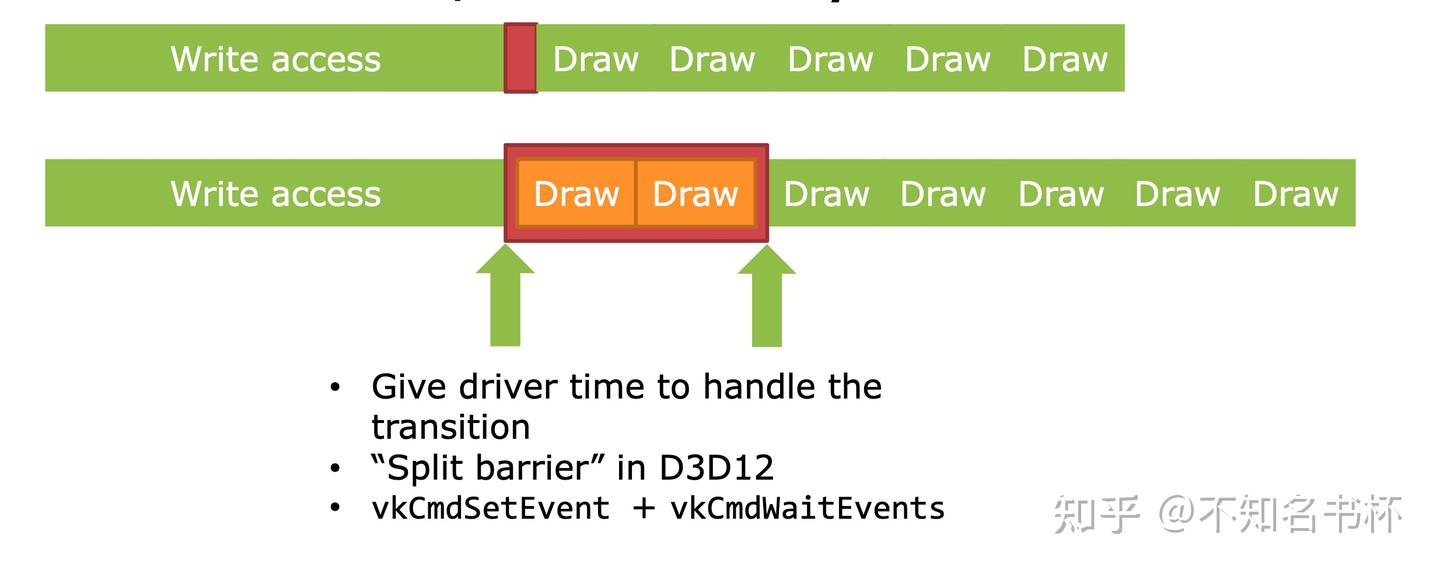 Write access Draw Draw Draw Draw Draw
Write access Draw Draw Draw Draw Draw Draw Draw
• Give driver time to handle the
transition
• “Split barrier” in D3D12
• vkCmdSetEvent + vkCmdWaitEvents
知乎 @不知名书杯